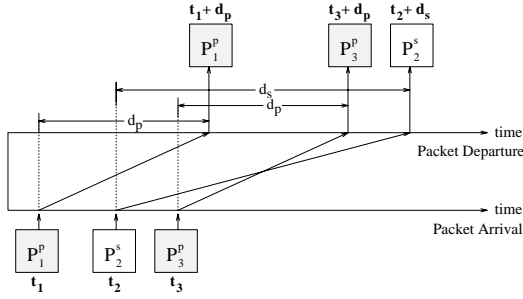 t1 + dp t3 + dp t2 + ds
P1p P3p P2s
ds
dp
dp
time
Packet Departure
time
Packet Arrival
P1p P2s P3p
t1 t2 t3